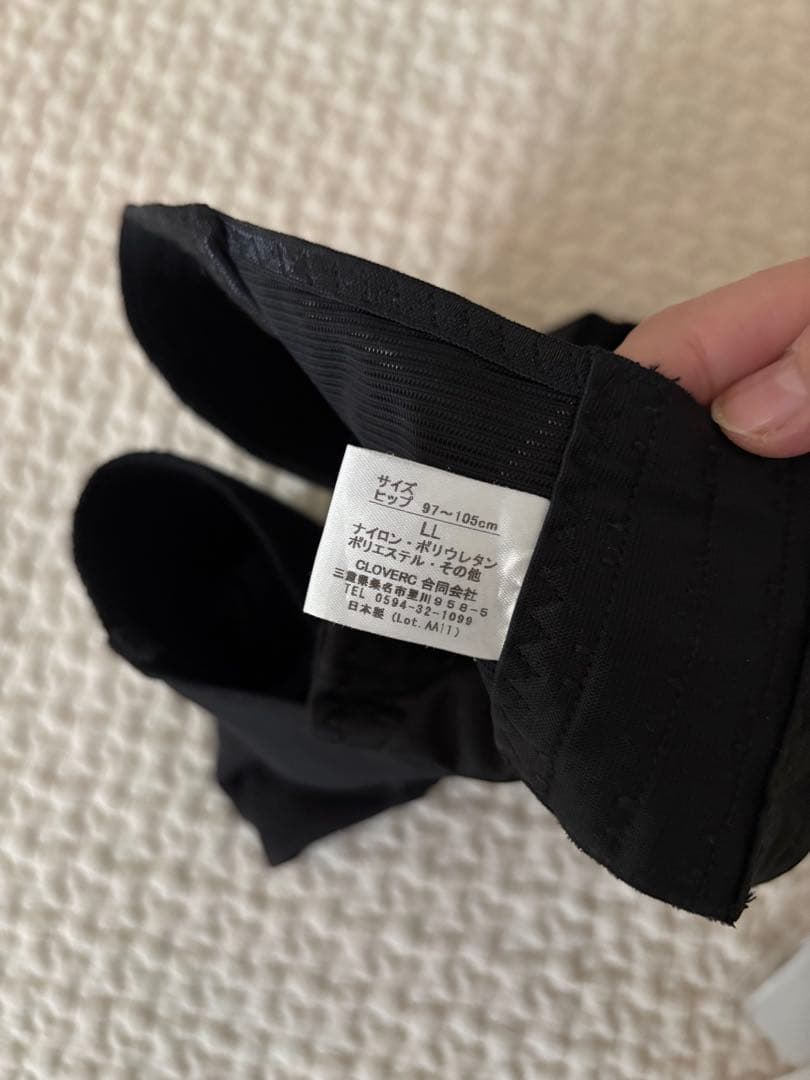 サイズ
ヒップ 97～105cm
LL
ナイロン・ポリウレタン
ポリエステル・その他
CLOVERC 合同会社
三重県桑名市星川958-5
TEL 0594-32-1099
日本製 (Lot.AA11)